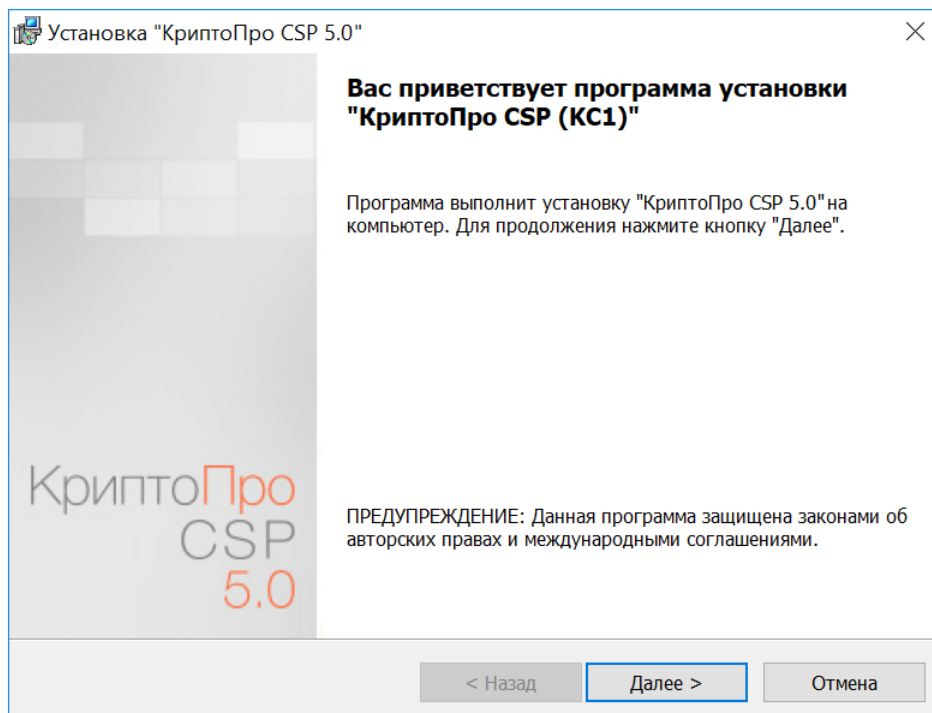 Установка "КриптоПро CSP 5.0"
Вас приветствует программа установки
"КриптоПро CSP (KC1)"
Программа выполнит установку "КриптоПро CSP 5.0"на
компьютер. Для продолжения нажмите кнопку "Далее".
КриптоПро
CSP
5.0
ПРЕДУПРЕЖДЕНИЕ: Данная программа защищена законами об
авторских правах и международными соглашениями.
< Назад
Далее >
Отмена